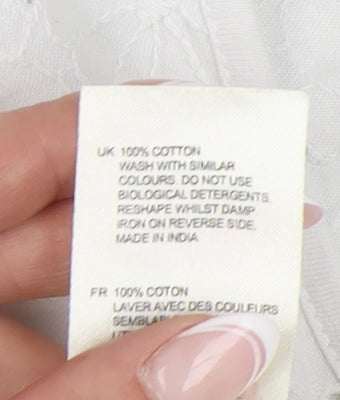 UK 100% COTTON
WASH WITH SIMILAR
COLOURS. DO NOT USE
BIOLOGICAL DETERGENTS.
RESHAPE WHILST DAMP
IRON ON REVERSE SIDE.
MADE IN INDIA
FR 100% COTON
LAVER AVEC DES COULEURS